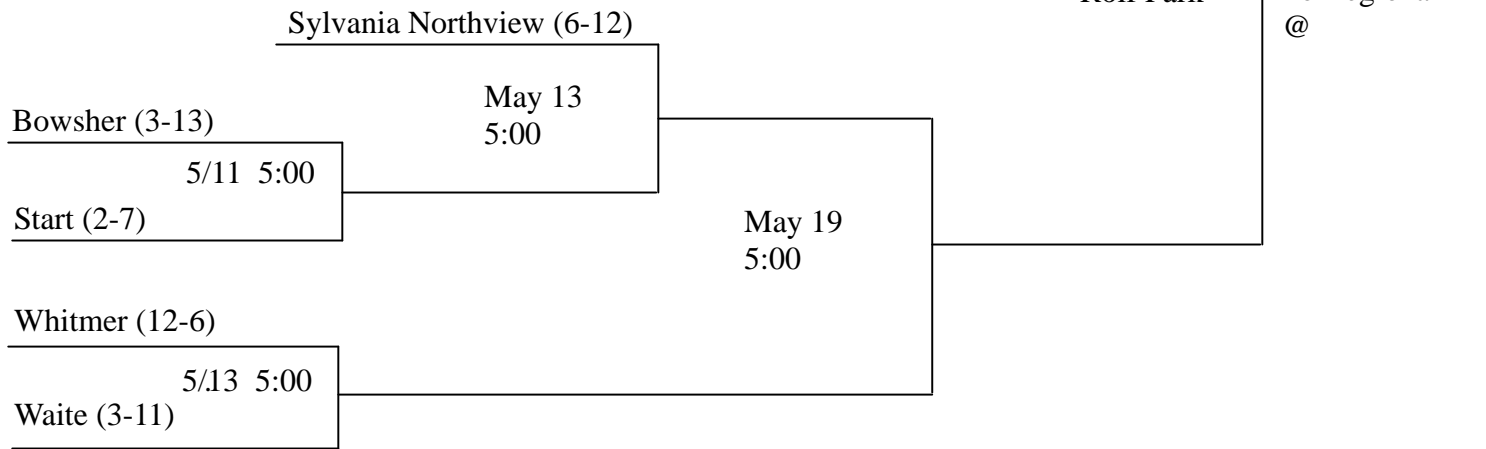 Sylvania Northview (6-12)
@
May 13
5:00
Bowsher (3-13)
5/11 5:00
Start (2-7)
May 19
5:00
Whitmer (12-6)
5/.13 5:00
Waite (3-11)